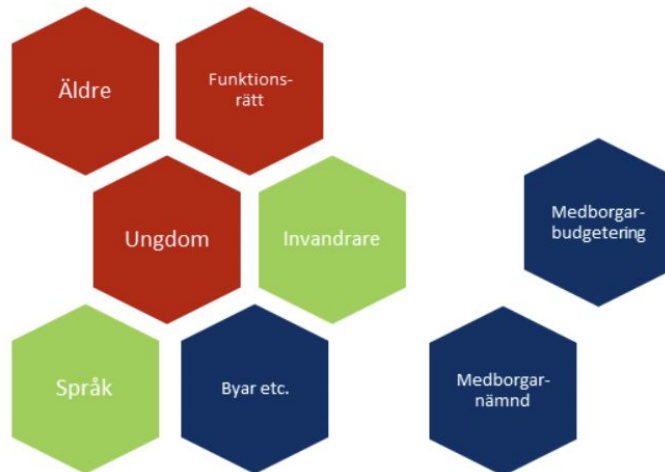 Äldre
Funktions-
rätt
Ungdom
Invandrare
Medborgar-
budgetering
Språk
Byar etc.
Medborgar-
nämnd